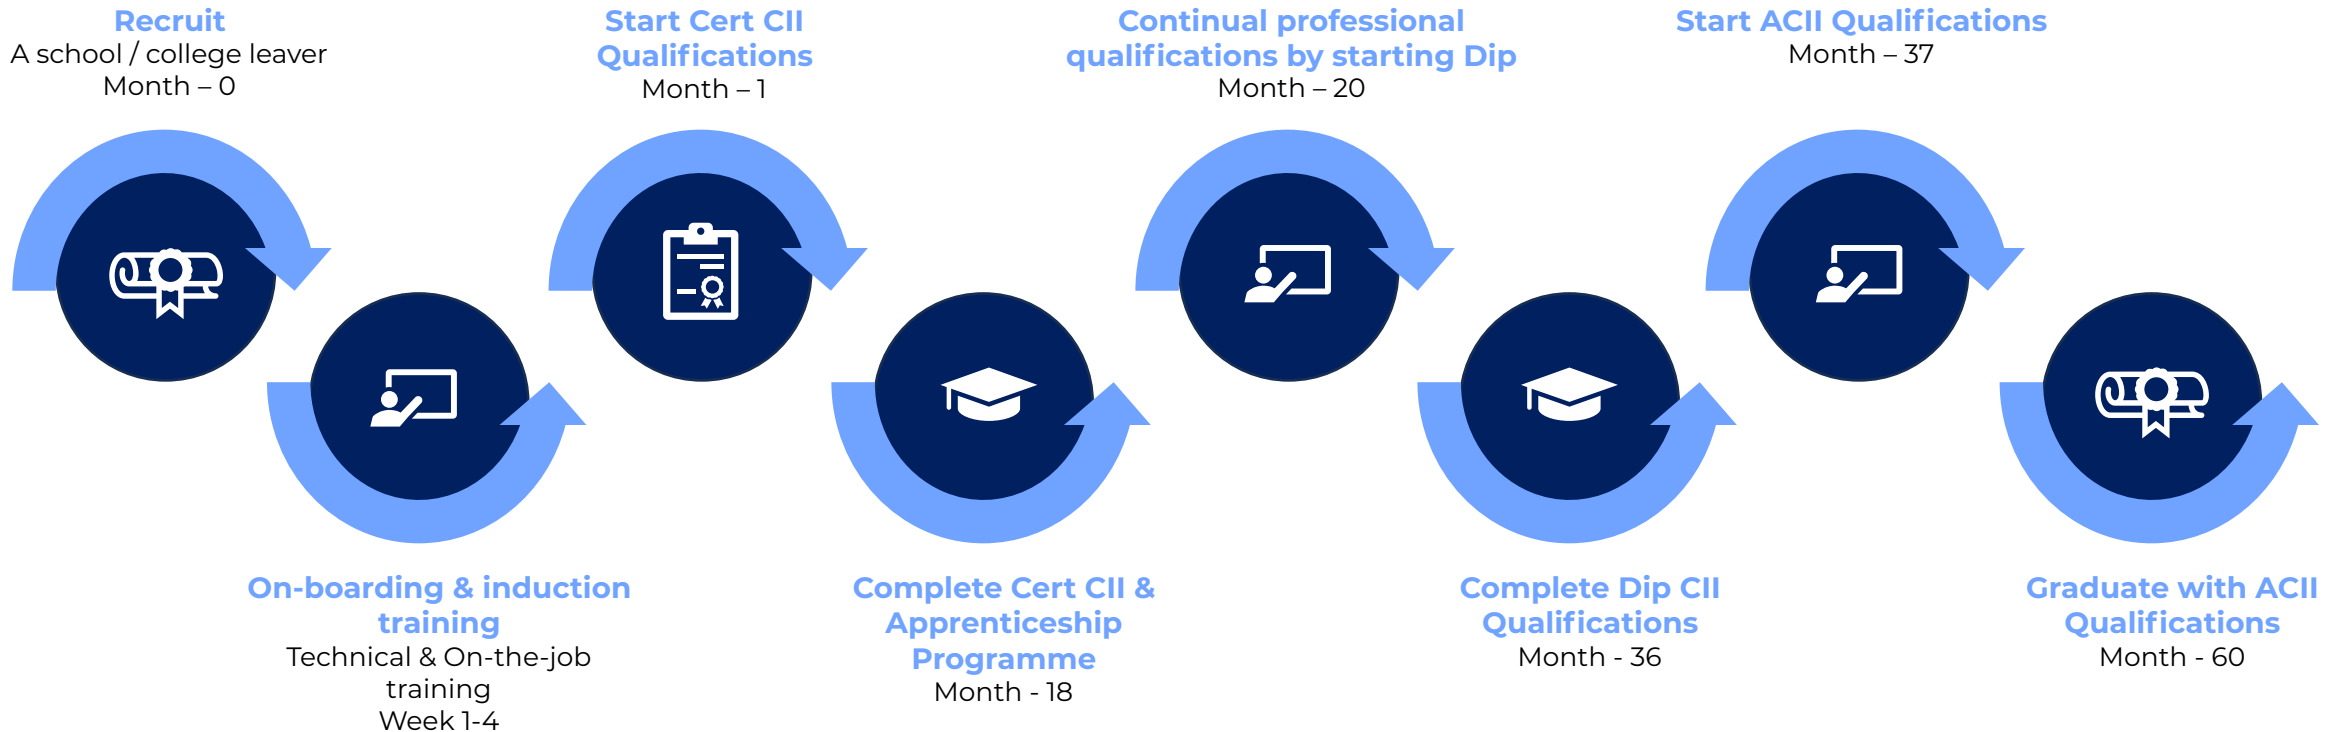 Recruit
A school / college leaver
Month – 0
On-boarding & induction
training
Technical & On-the-job
training
Week 1-4
Start Cert CII
Qualifications
Month – 1
Complete Cert CII &
Apprenticeship
Programme
Month - 18
Continual professional
qualifications by starting Dip
Month – 20
Complete Dip CII
Qualifications
Month - 36
Start ACII Qualifications
Month – 37
Graduate with ACII
Qualifications
Month - 60